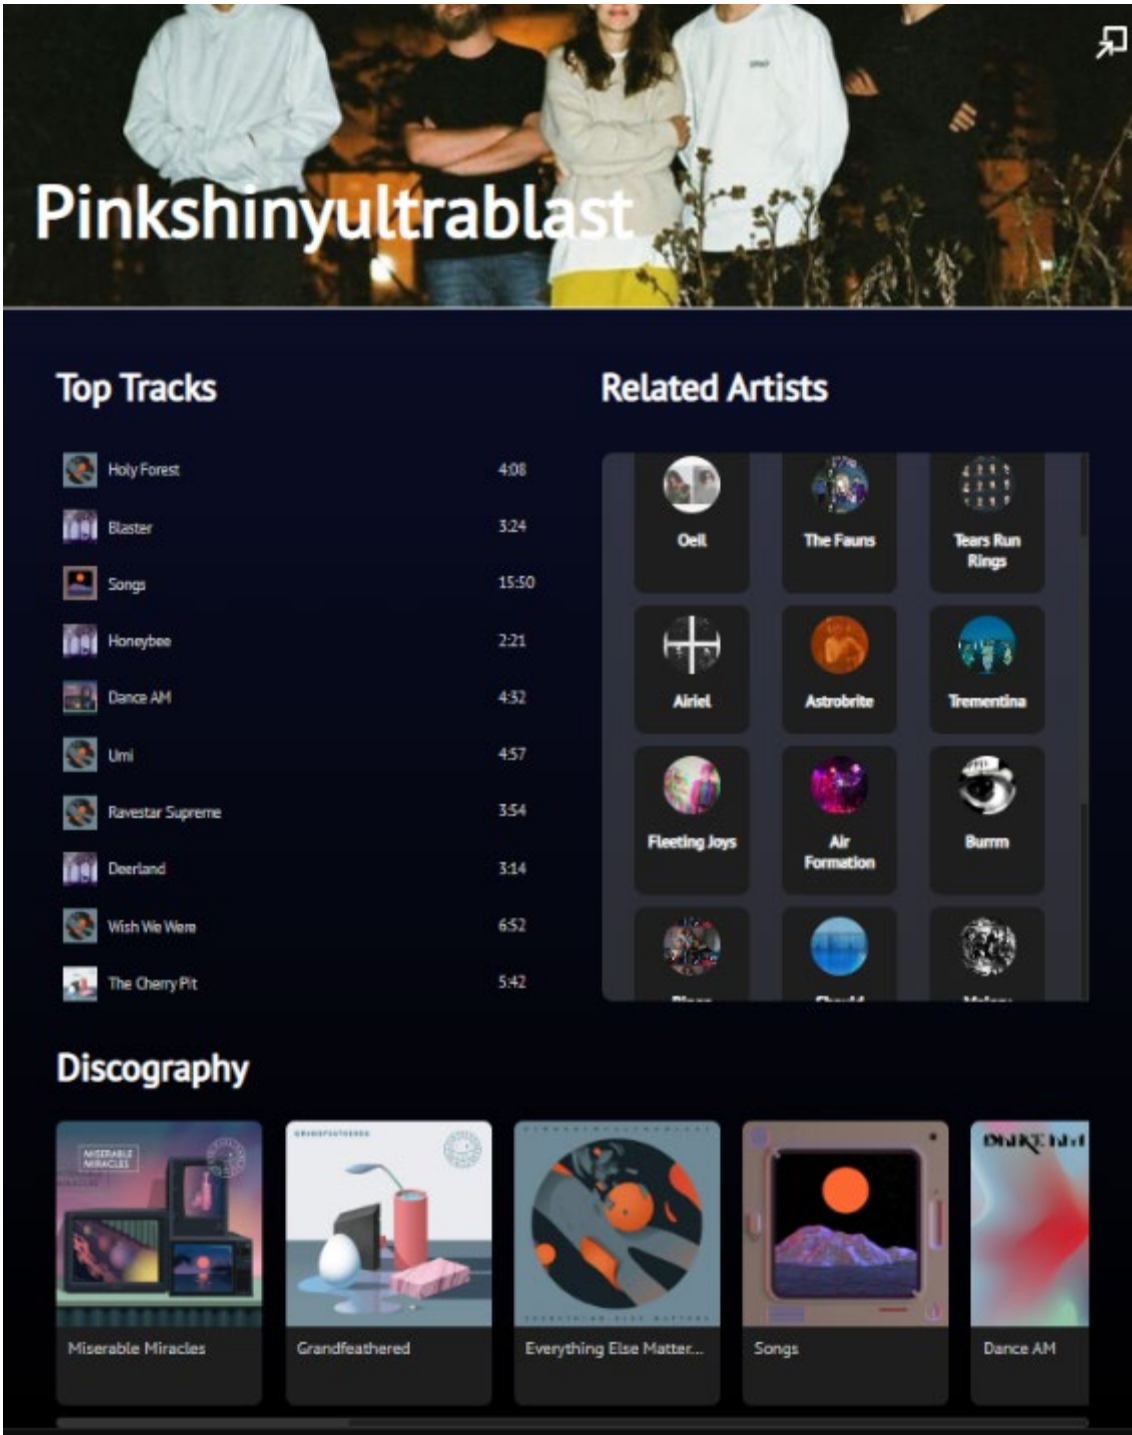 Pinkshinyultrablast
Top Tracks
Holy Forest 4:08
Blaster 3:24
Songs 15:50
Honeybee 2:21
Dance AM 4:32
Umi 4:57
Ravestar Supreme 3:54
Deerland 3:14
Wish We Were 6:52
The Cherry Pit 5:42
Related Artists
Oeil
The Fauns
Tears Run
Rings
Airiel
Astrobrite
Trementina
Fleeting Joys
Air
Formation
Burrrn
Should
Discography
MISERABLE
MIRACLES
GRANDFEATHERED
Miserable Miracles
Grandfeathered
Everything Else Matter...
Songs
Dance AM